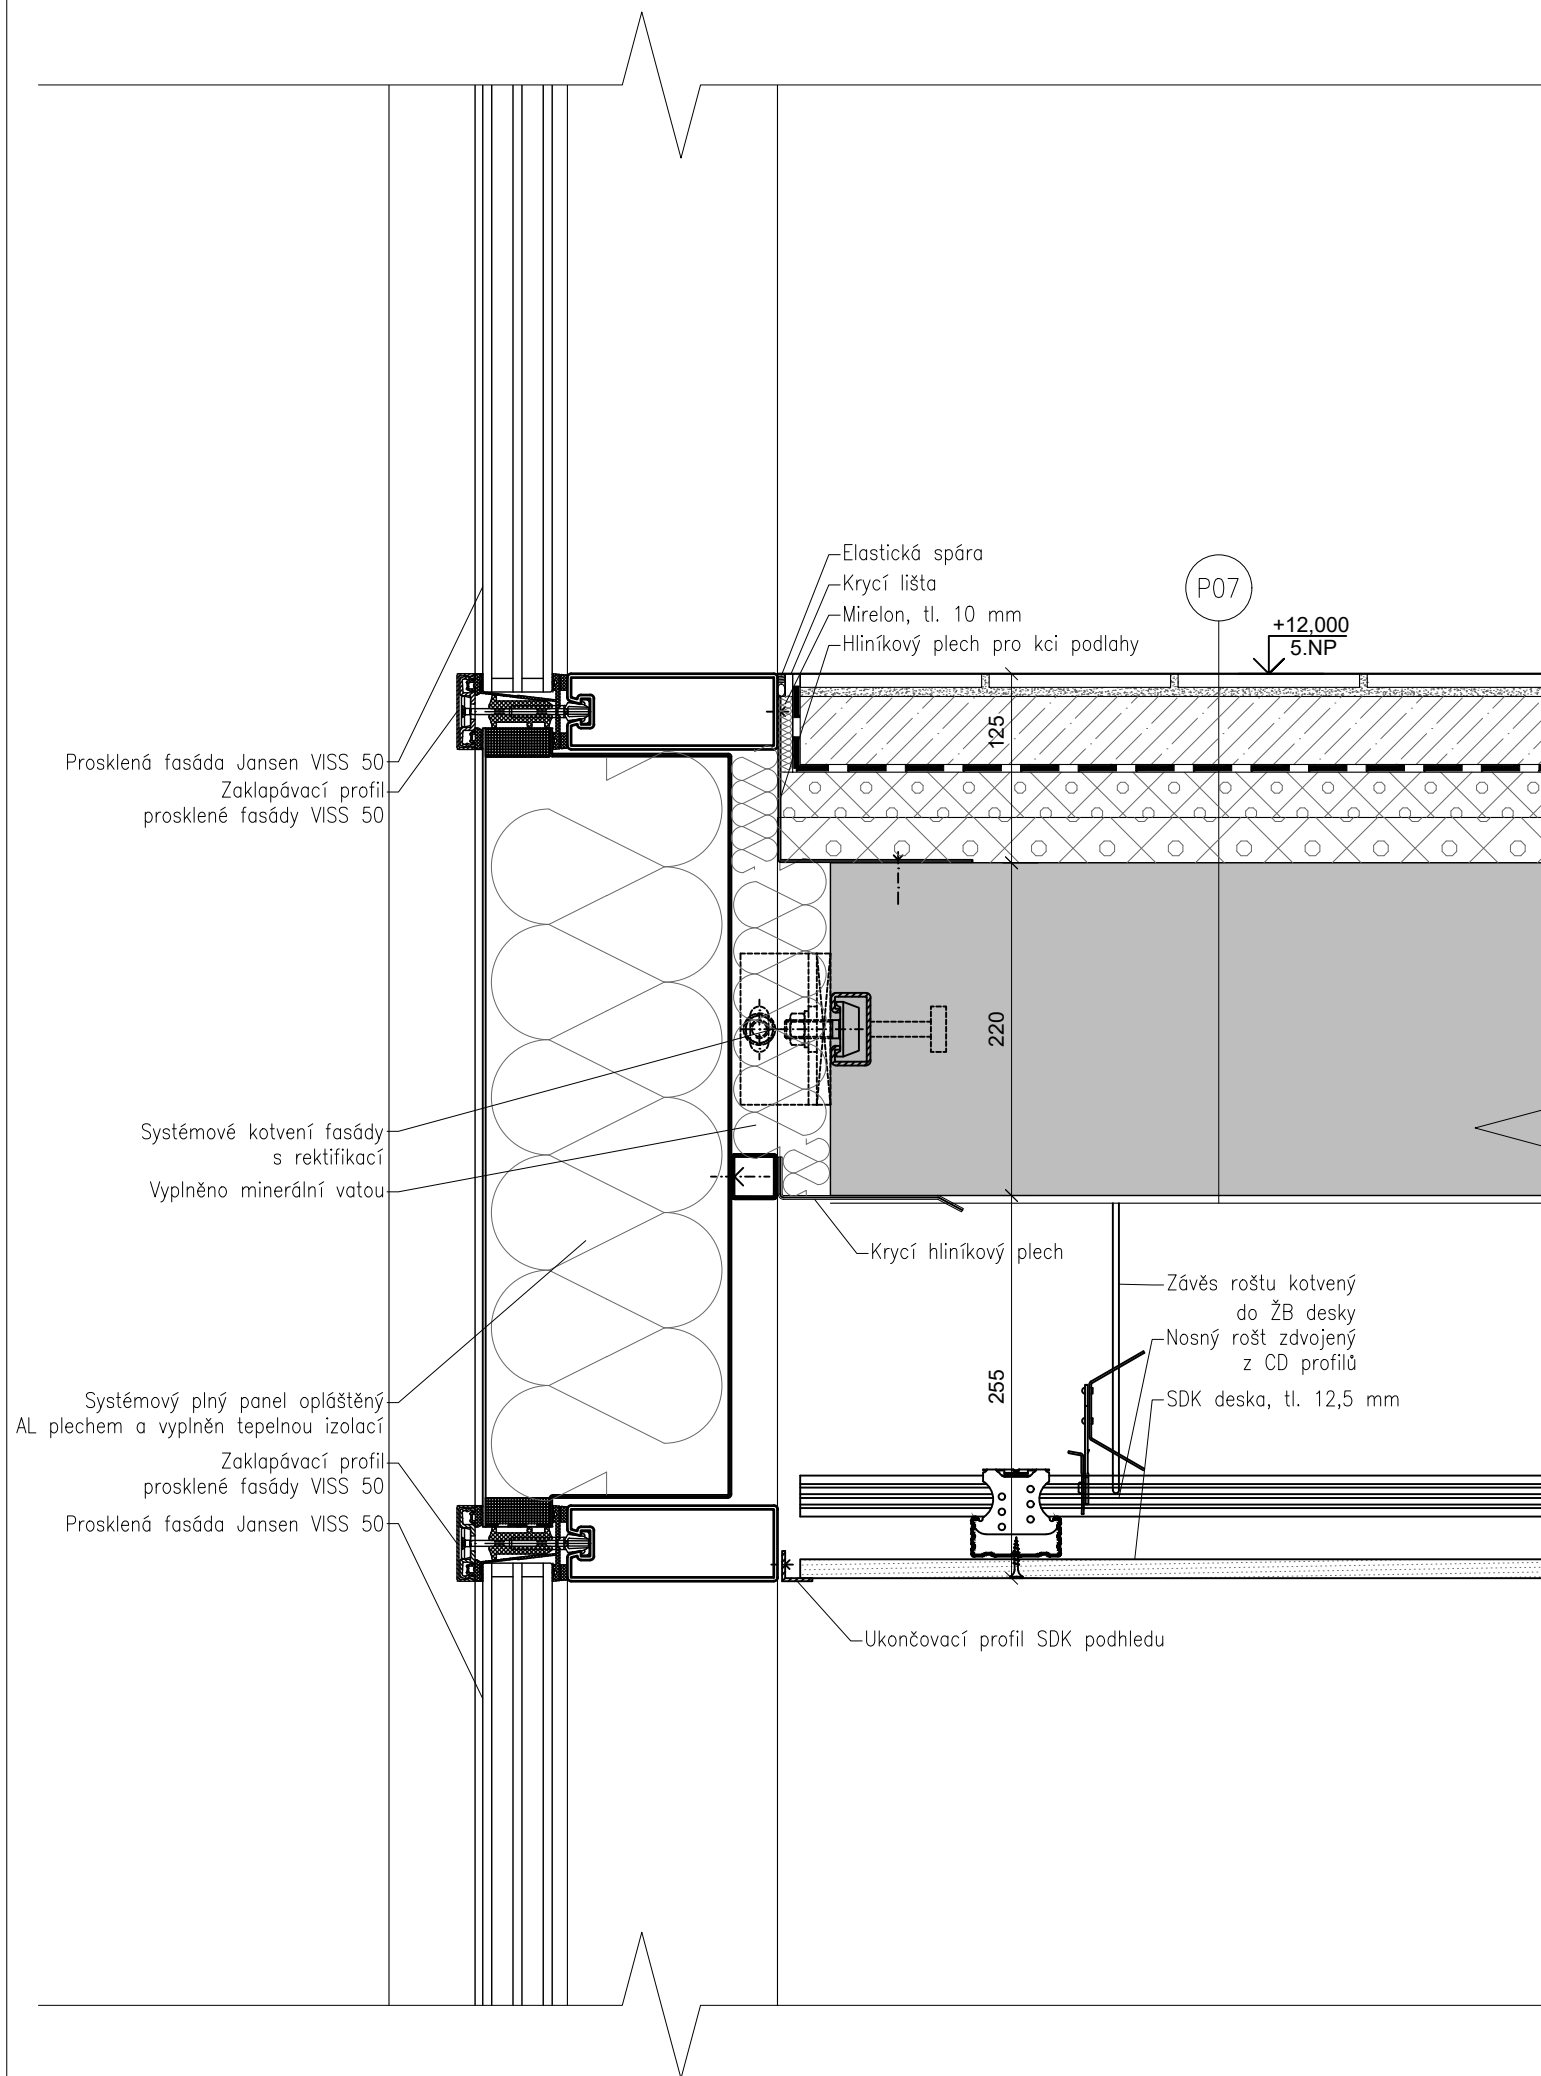 Elastická spára
Krycí lišta
Mirelon, tl. 10 mm
Hliníkový plech pro kci podlahy
P07
+12,000
5.NP
125
Prosklená fasáda Jansen VISS 50
Zaklapávací profil
prosklené fasády VISS 50
220
Systémové kotvení fasády
s rektifikací
Vyplněno minerální vatou
Krycí hliníkový plech
Závěs roštu kotvený
do ŽB desky
Nosný rošt zdvojený
z CD profilů
SDK deska, tl. 12,5 mm
255
Systémový plný panel opláštěný
AL plechem a vyplněn tepelnou izolací
Zaklapávací profil
prosklené fasády VISS 50
Prosklená fasáda Jansen VISS 50
Ukončovací profil SDK podhledu